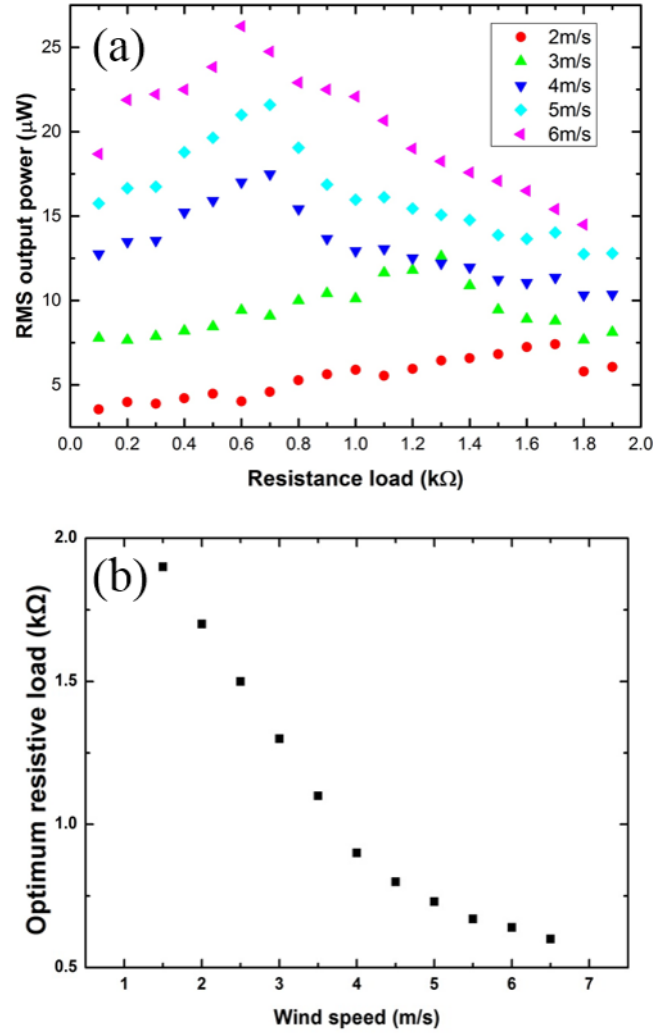 (a)
2m/s
3m/s
4m/s
5m/s
6m/s
RMS output power (μW)
25
20
15
10
5
0.0 0.2 0.4 0.6 0.8 1.0 1.2 1.4 1.6 1.8 2.0
Resistance load (kΩ)
(b)
Optimum resistive load (kΩ)
2.0
1.5
1.0
0.5
1 2 3 4 5 6 7
Wind speed (m/s)